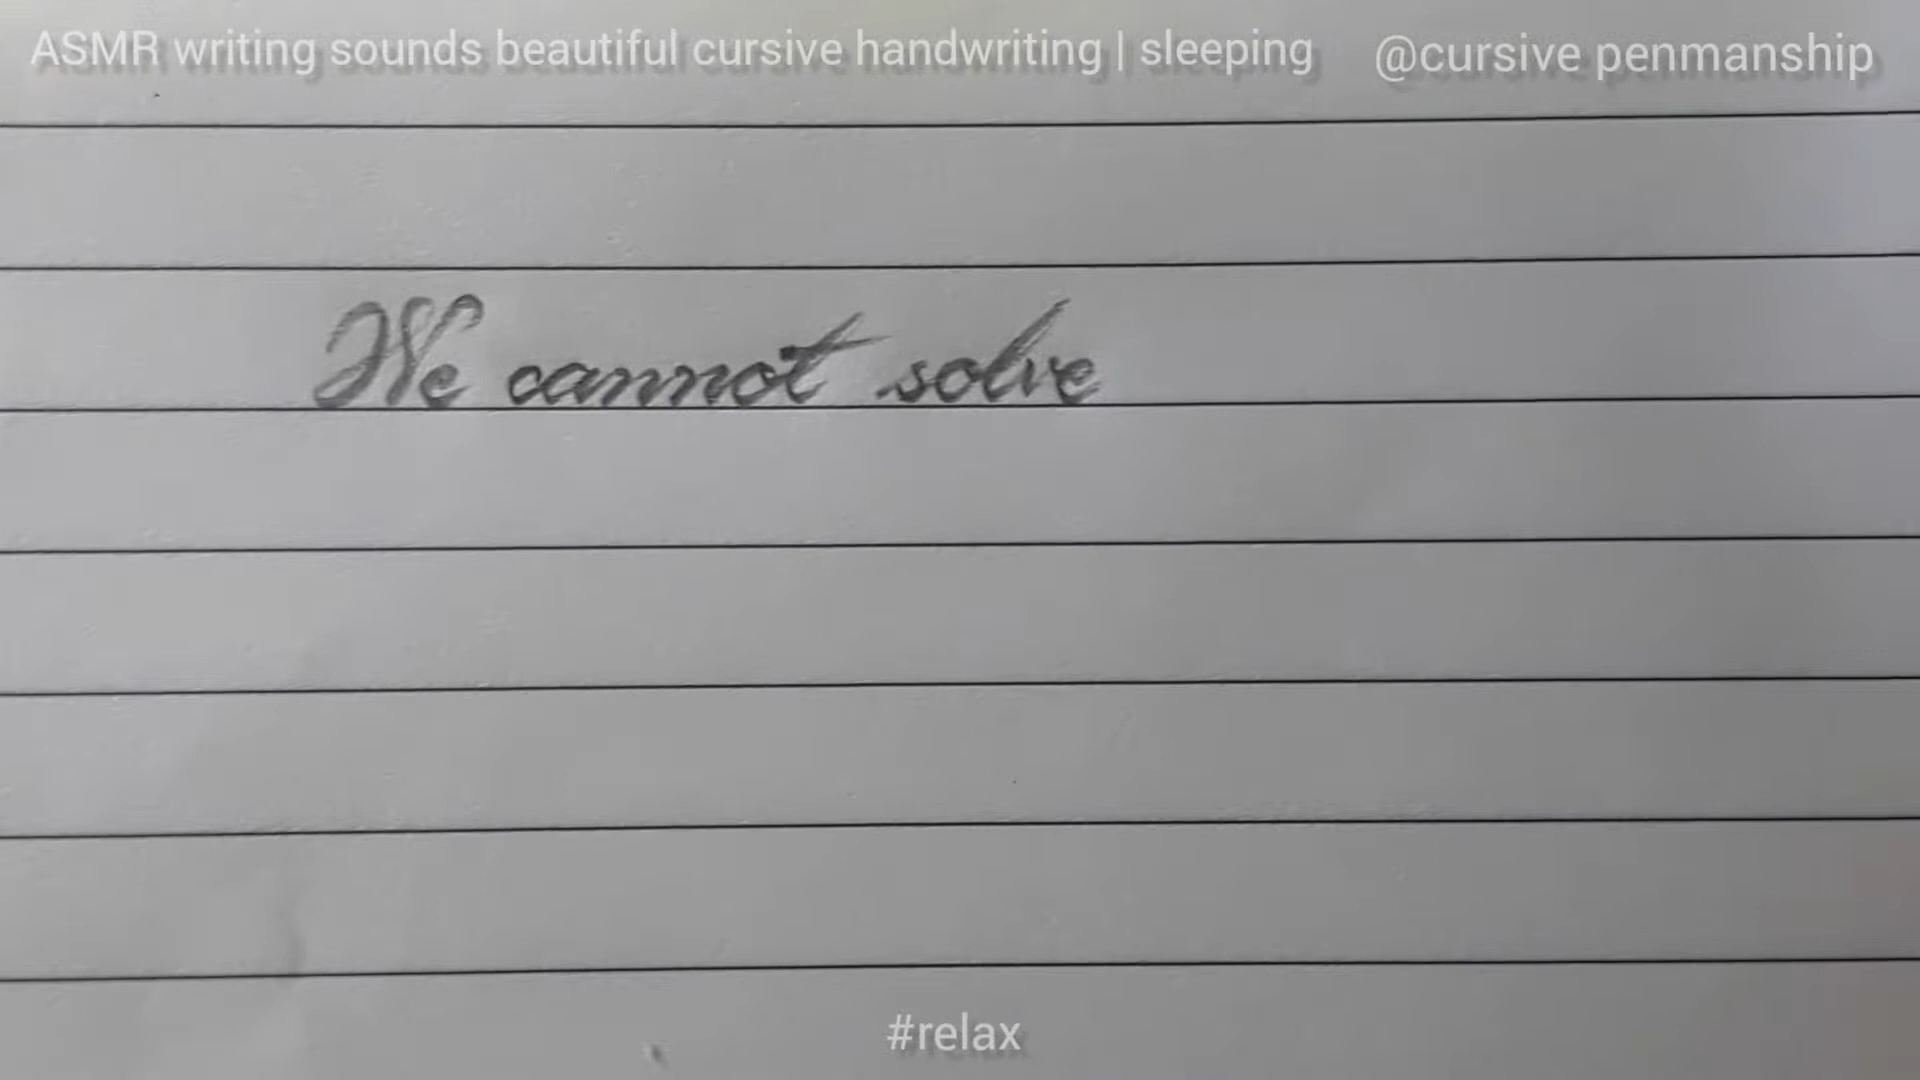 ASMR writing sounds beautiful cursive handwriting | sleeping @cursive penmanship
We cannot solve
#relax